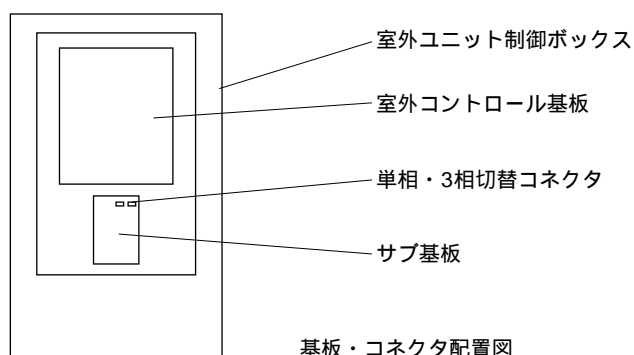 室外ユニット制御ボックス
室外コントロール基板
単相・3相切替コネクタ
サブ基板
基板・コネクタ配置図